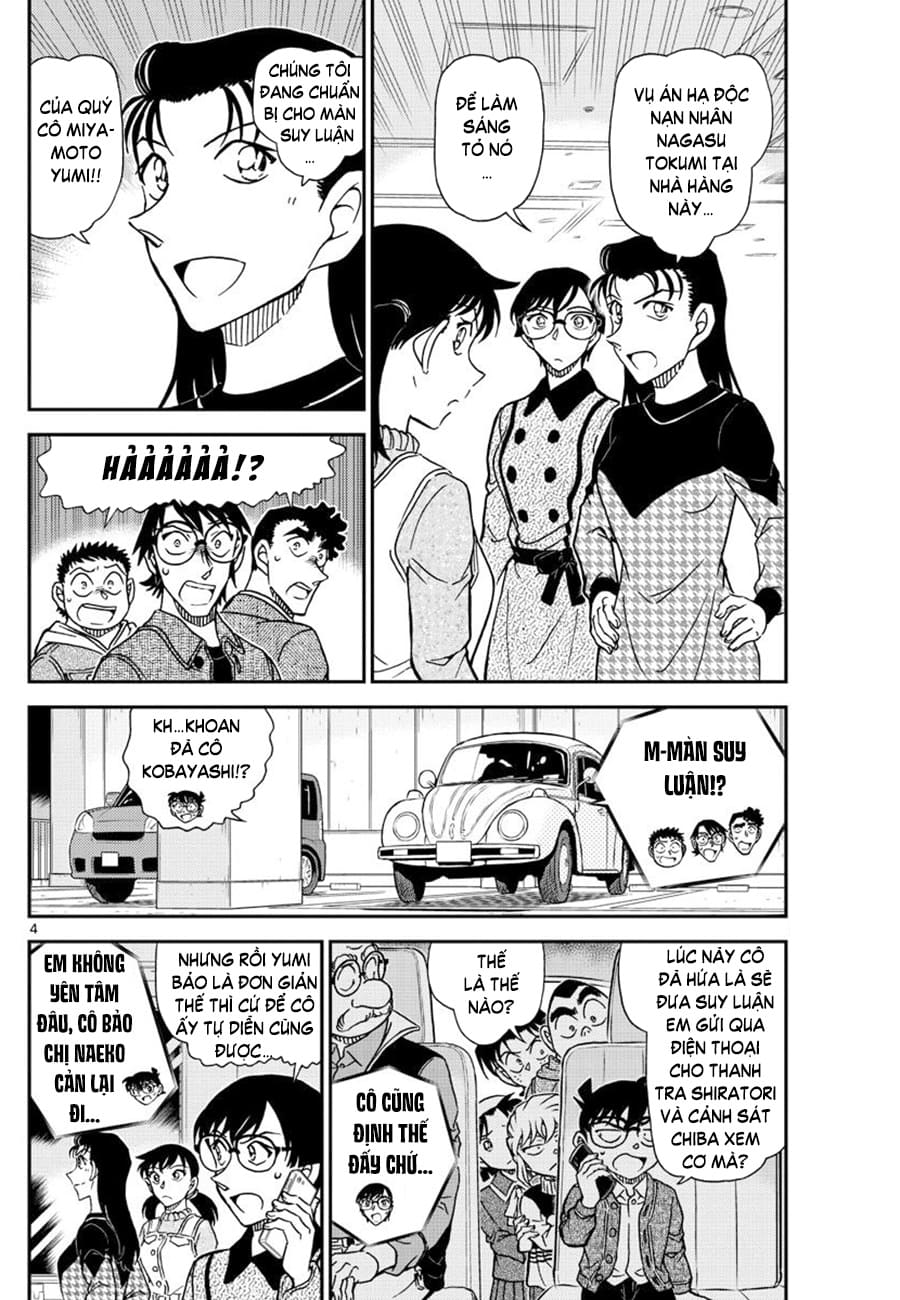 VỤ ÁN HẠ ĐỘC
NẠN NHÂN
NAGASU
TOKUMI TẠI
NHÀ HÀNG
NÀY...
ĐỂ LÀM
SÁNG
TỎ NÓ
...
CHÚNG TÔI
ĐANG CHUẨN
BỊ CHO MÀN
SUY LUẬN
...
CỦA QUÝ
CÔ MIYA-
MOTO
YUMI!!
HẢẢẢẢẢẢ!?
M-MÀN SUY
LUẬN!?
KH...KHOAN
ĐÃ CÔ
KOBAYASHI!?
4
LÚC NÃY CÔ
ĐÃ HỨA LÀ SẼ
ĐƯA SUY LUẬN
EM GỬI QUA
ĐIỆN THOẠI
CHO THANH
TRA SHIRATORI
VÀ CẢNH SÁT
CHIBA XEM
CƠ MÀ?
THẾ
LÀ THẾ
NÀO?
CÔ CŨNG
ĐỊNH THẾ
ĐẤY CHỨ...
NHƯNG RỒI YUMI
BẢO LÀ ĐƠN GIẢN
THẾ THÌ CỨ ĐỂ CÔ
ẤY TỰ DIỄN CŨNG
ĐƯỢC...
EM KHÔNG
YÊN TÂM
ĐÂU, CÔ BẢO
CHỊ NAEKO
CẢN LẠI
ĐI...